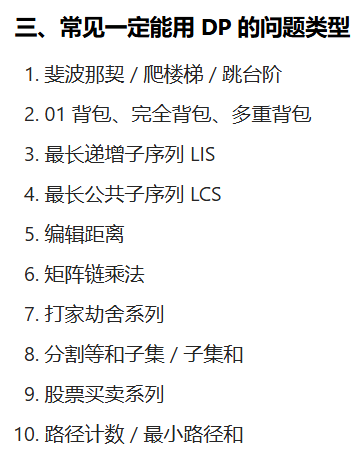 三、常见一定能用 DP 的问题类型
1. 斐波那契 / 爬楼梯 / 跳台阶
2. 01 背包、完全背包、多重背包
3. 最长递增子序列 LIS
4. 最长公共子序列 LCS
5. 编辑距离
6. 矩阵链乘法
7. 打家劫舍系列
8. 分割等和子集 / 子集和
9. 股票买卖系列
10. 路径计数 / 最小路径和